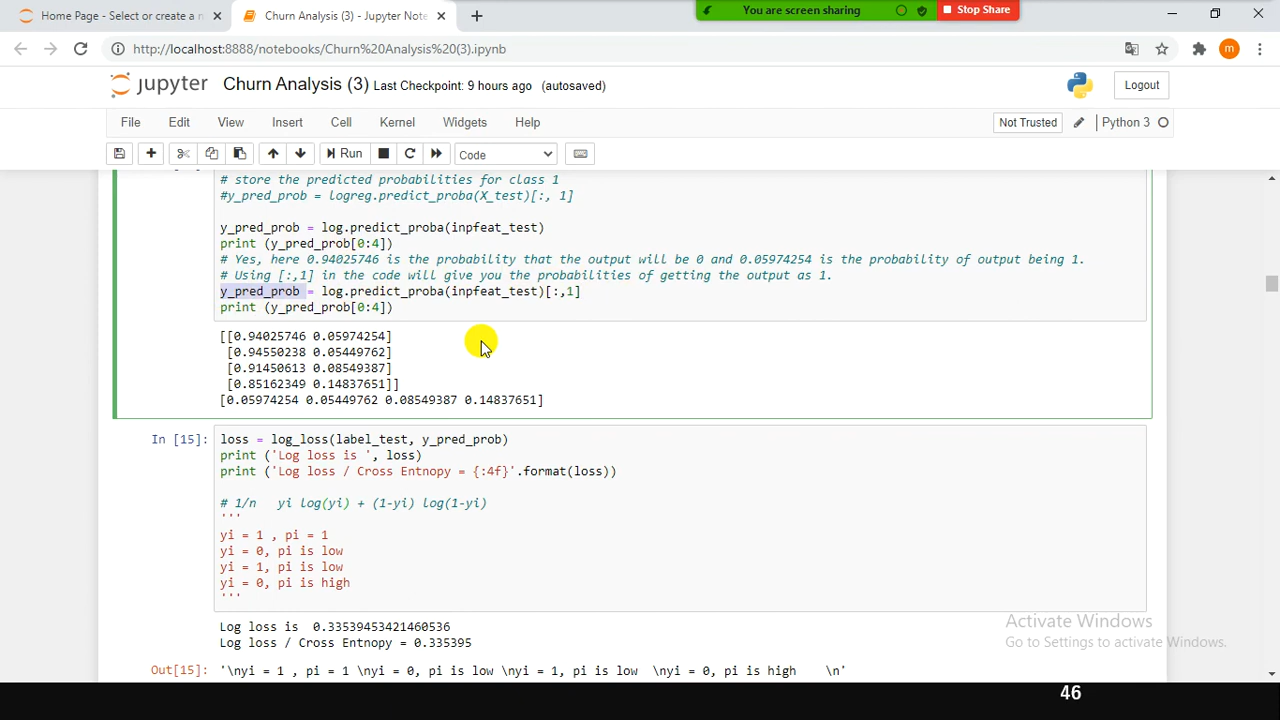 Home Page - Select or create a n
Churn Analysis (3) - Jupyter Note
You are screen sharing
Stop Share
http://localhost:8888/notebooks/Churn%20Analysis%20(3).ipynb
m
jupyter Churn Analysis (3) Last Checkpoint: 9 hours ago (autosaved)
Logout
File Edit View Insert Cell Kernel Widgets Help
Not Trusted
Python 3
Run
Code
# store the predicted probabilities for class 1
#y_pred_prob = logreg.predict_proba(X_test)[:, 1]
y_pred_prob = log.predict_proba(inpfeat_test)
print (y_pred_prob[0:4])
# Yes, here 0.94025746 is the probability that the output will be 0 and 0.05974254 is the probability of output being 1.
# Using [:,1] in the code will give you the probabilities of getting the output as 1.
y_pred_prob = log.predict_proba(inpfeat_test)[:,1]
print (y_pred_prob[0:4])
[[0.94025746 0.05974254]
[0.94550238 0.05449762]
[0.91450613 0.08549387]
[0.85162349 0.14837651]]
[0.05974254 0.05449762 0.08549387 0.14837651]
In [15]:
loss = log_loss(label_test, y_pred_prob)
print ('Log loss is ', loss)
print ('Log loss / Cross Entnopy = {:4f}'.format(loss))
# 1/n yi log(yi) + (1-yi) log(1-yi)
'''
yi = 1 , pi = 1
yi = 0, pi is low
yi = 1, pi is low
yi = 0, pi is high
'''
Log loss is 0.33539453421460536
Log loss / Cross Entnopy = 0.335395
Out[15]: '\nyi = 1 , pi = 1 \nyi = 0, pi is low \nyi = 1, pi is low \nyi = 0, pi is high \n'
Activate Windows
Go to Settings to activate Windows.
46